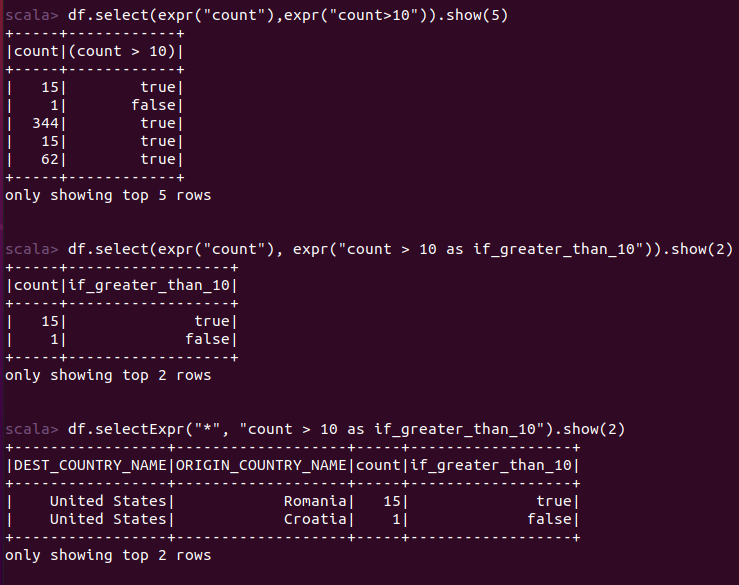 scala> df.select(expr("count"),expr("count>10")).show(5)
+-----+------------+
|count|(count > 10)|
+-----+------------+
|   15|        true|
|    1|       false|
|  344|        true|
|   15|        true|
|   62|        true|
+-----+------------+
only showing top 5 rows
scala> df.select(expr("count"), expr("count > 10 as if_greater_than_10")).show(2)
+-----+------------------+
|count|if_greater_than_10|
+-----+------------------+
|   15|              true|
|    1|             false|
+-----+------------------+
only showing top 2 rows
scala> df.selectExpr("*", "count > 10 as if_greater_than_10").show(2)
+-----------------+-------------------+-----+------------------+
|DEST_COUNTRY_NAME|ORIGIN_COUNTRY_NAME|count|if_greater_than_10|
+-----------------+-------------------+-----+------------------+
|    United States|            Romania|   15|              true|
|    United States|            Croatia|    1|             false|
+-----------------+-------------------+-----+------------------+
only showing top 2 rows